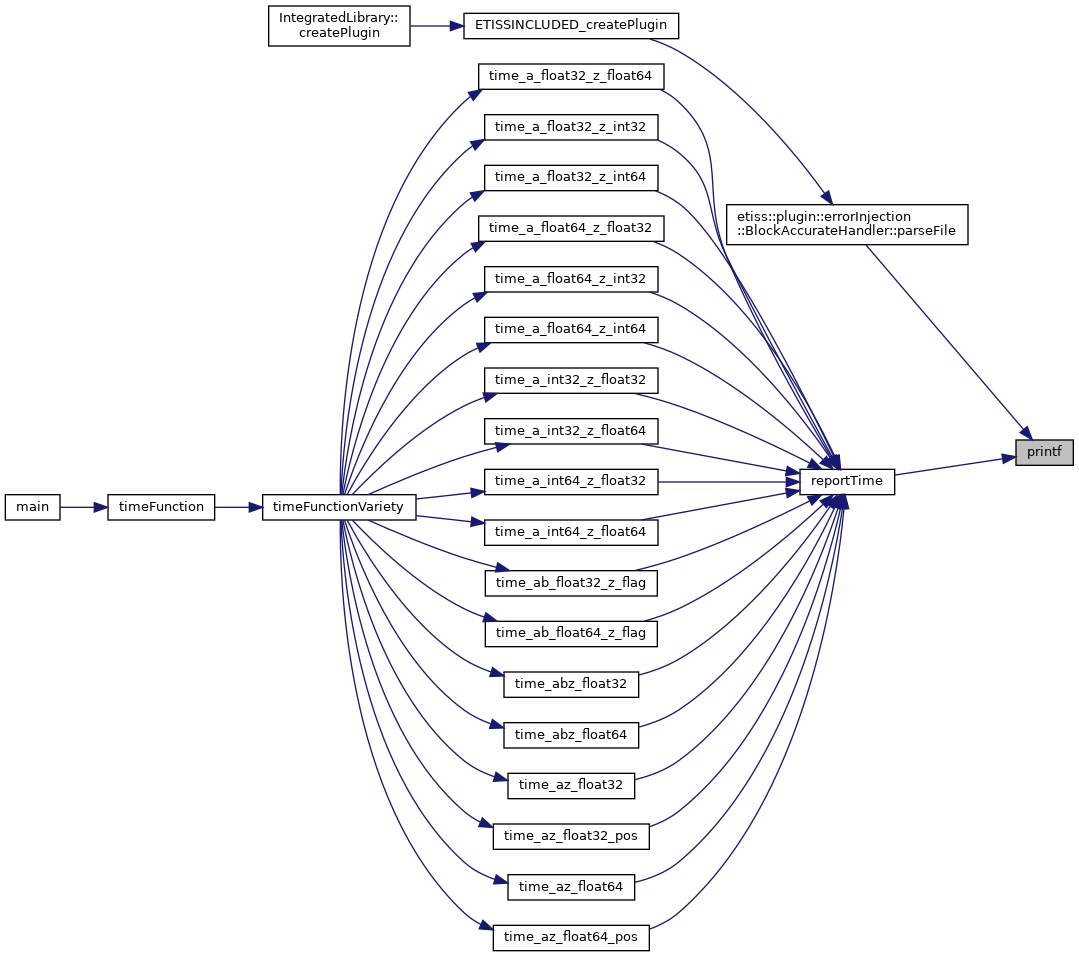 IntegratedLibrary::
createPlugin
ETISSINCLUDED_createPlugin
time_a_float32_z_float64
time_a_float32_z_int32
time_a_float32_z_int64
etiss::plugin::errorInjection
::BlockAccurateHandler::parseFile
time_a_float64_z_float32
time_a_float64_z_int32
time_a_float64_z_int64
time_a_int32_z_float32
time_a_int32_z_float64
printf
time_a_int64_z_float32
reportTime
main
timeFunction
timeFunctionVariety
time_a_int64_z_float64
time_ab_float32_z_flag
time_ab_float64_z_flag
time_abz_float32
time_abz_float64
time_az_float32
time_az_float32_pos
time_az_float64
time_az_float64_pos